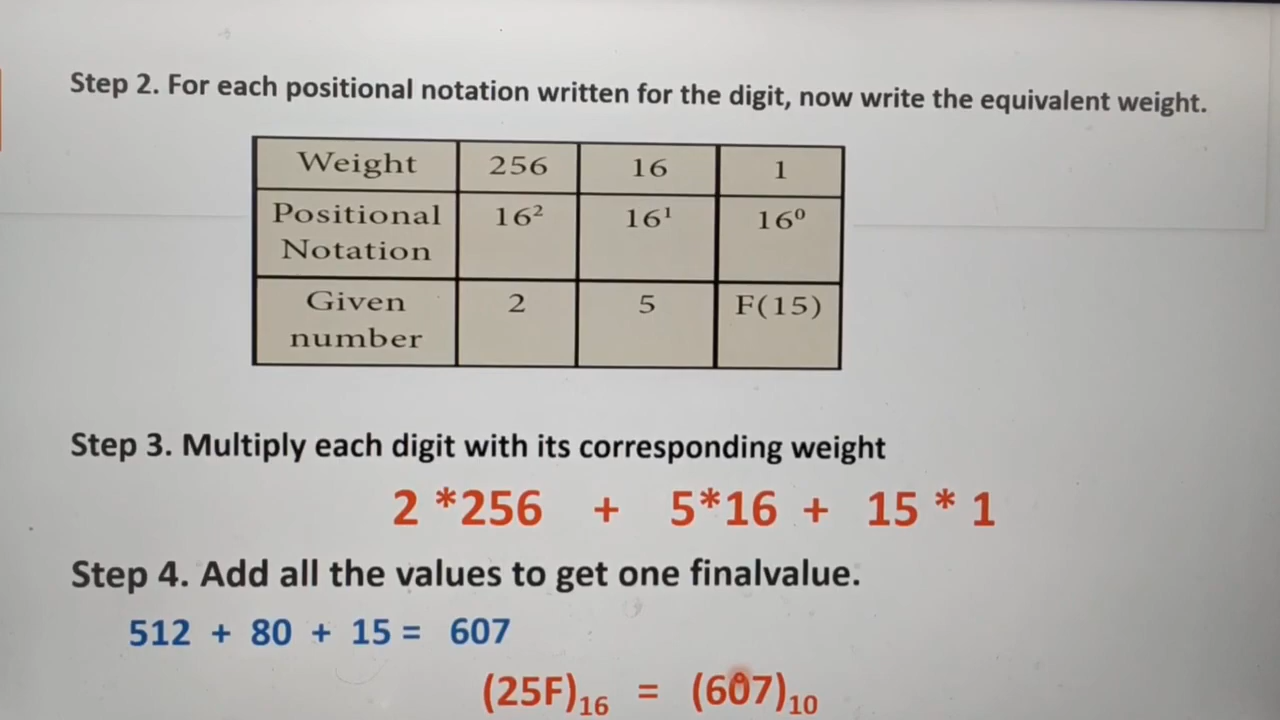 Step 2. For each positional notation written for the digit, now write the equivalent weight.
Weight 256 16 1
Positional Notation 16² 16¹ 16⁰
Given number 2 5 F(15)
Step 3. Multiply each digit with its corresponding weight
2 *256 + 5*16 + 15 * 1
Step 4. Add all the values to get one finalvalue.
512 + 80 + 15 = 607
(25F)₁₆ = (607)₁₀